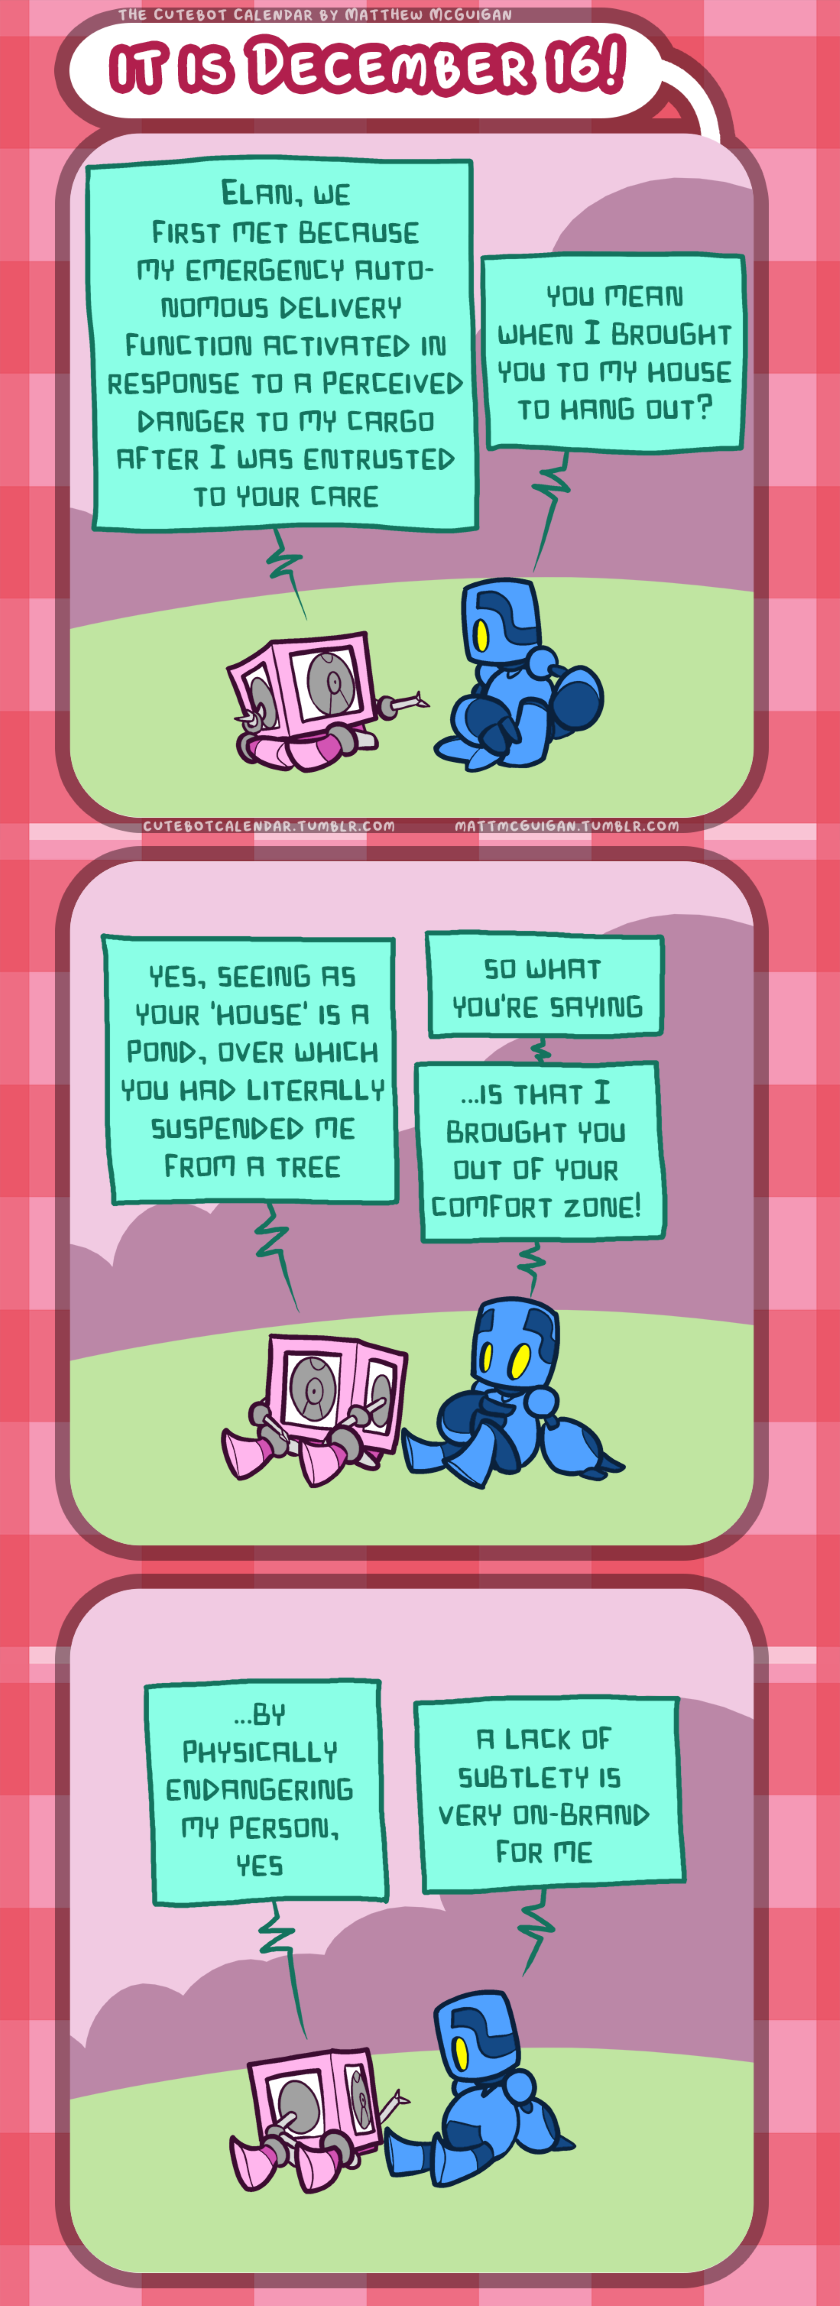 The Cutebot Calendar by Matthew McGuigan
It is December 16!
Elan, we
first met because
my emergency auto-
nomous delivery
function activated in
response to a perceived
danger to my cargo
after I was entrusted
to your care
You mean
when I brought
you to my house
to hang out?
cutebotcalendar.tumblr.com
mattmcguigan.tumblr.com
Yes, seeing as
your 'house' is a
pond, over which
you had literally
suspended me
from a tree
So what
you're saying
...is that I
brought you
out of your
comfort zone!
...By
physically
endangering
my person,
yes
A lack of
subtlety is
very on-brand
for me